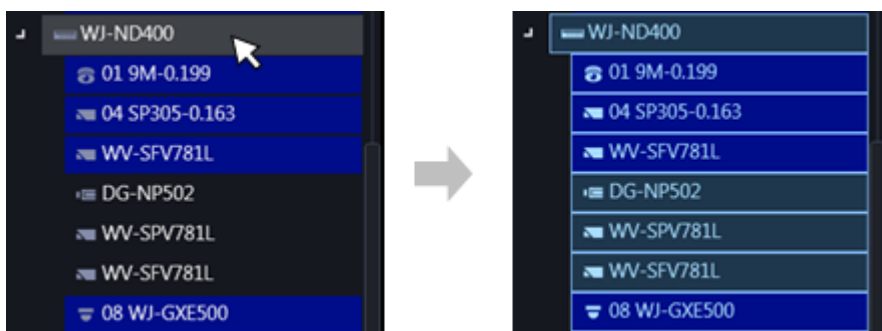 WJ-ND400
01 9M-0.199
04 SP305-0.163
WV-SFV781L
DG-NP502
WV-SPV781L
WV-SFV781L
08 WJ-GXE500
WJ-ND400
01 9M-0.199
04 SP305-0.163
WV-SFV781L
DG-NP502
WV-SPV781L
WV-SFV781L
08 WJ-GXE500